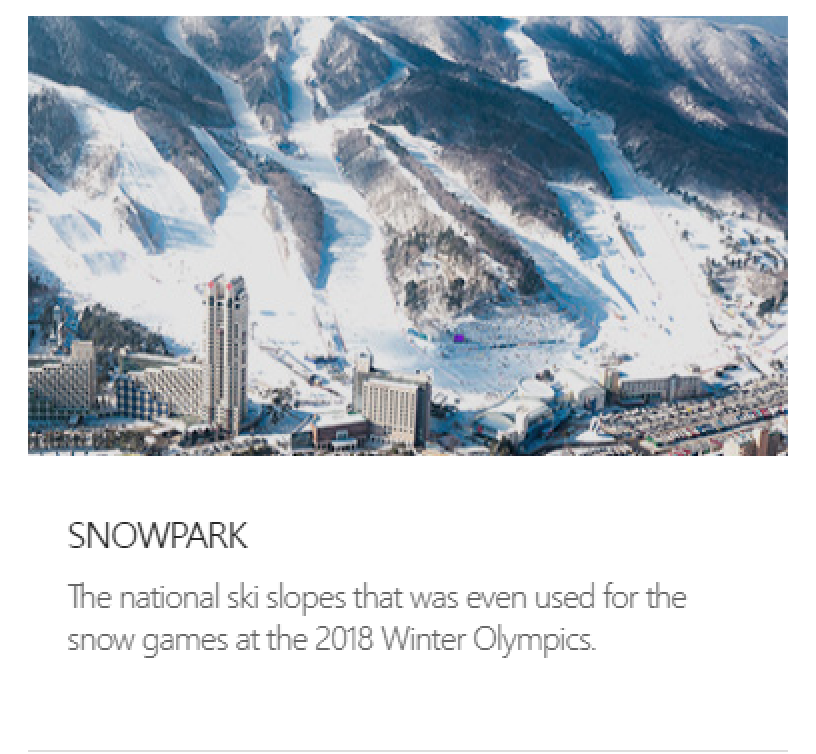 SNOWPARK
The national ski slopes that was even used for the
snow games at the 2018 Winter Olympics.